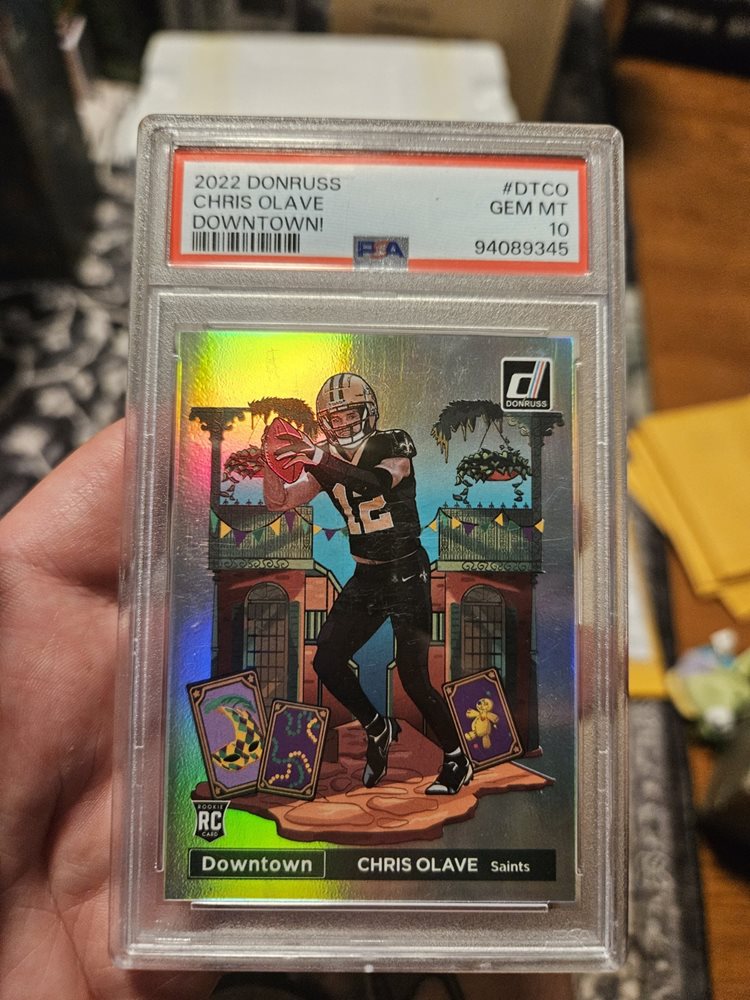 2022 DONRUSS
CHRIS OLAVE
DOWNTOWN!
#DTCO
GEM MT
10
94089345
PSA
DONRUSS
12
ROOKIE
RC
CARD
Downtown
CHRIS OLAVE Saints